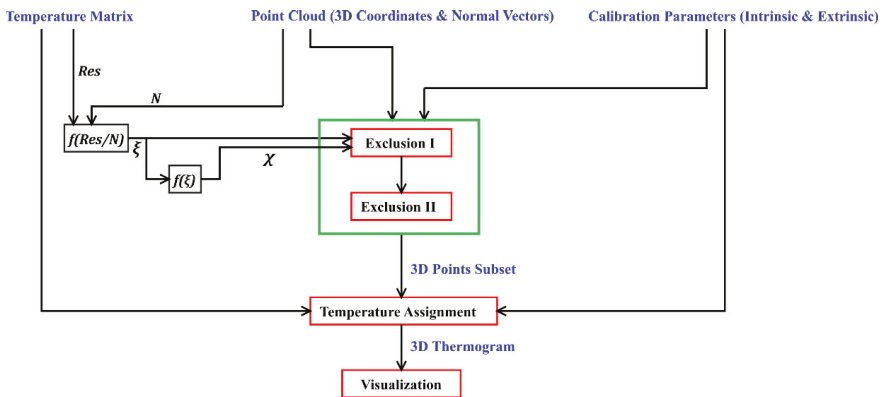 Temperature Matrix
Point Cloud (3D Coordinates & Normal Vectors)
Calibration Parameters (Intrinsic & Extrinsic)
Res
N
f(Res/N)
ξ
f(ξ)
χ
Exclusion I
Exclusion II
3D Points Subset
Temperature Assignment
3D Thermogram
Visualization